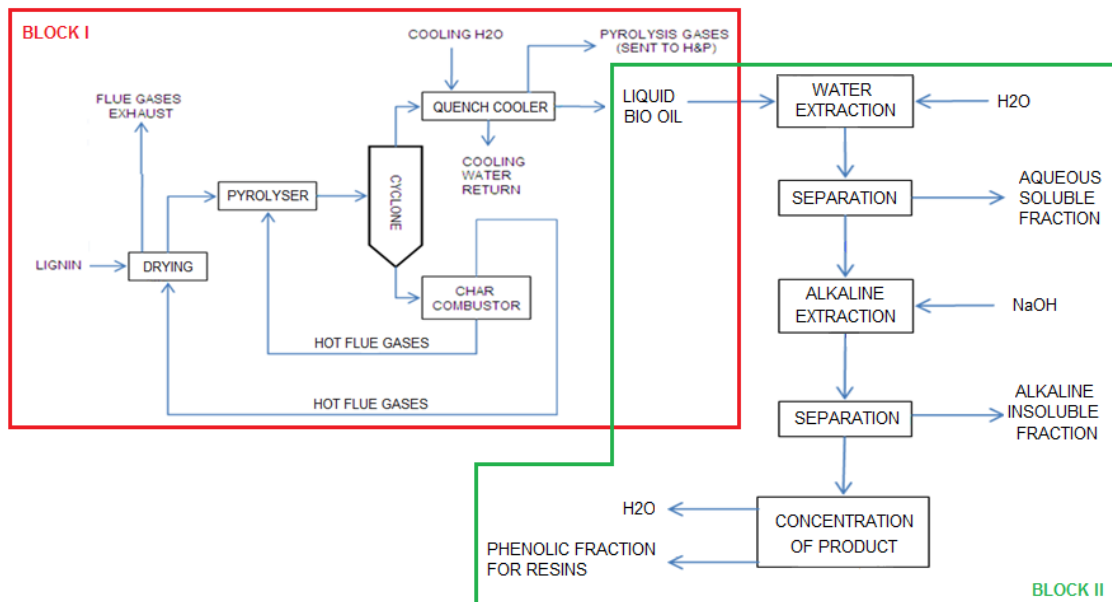 BLOCK I
COOLING H2O
PYROLYSIS GASES
(SENT TO H&P)
FLUE GASES
EXHAUST
QUENCH COOLER
LIQUID
BIO OIL
WATER
EXTRACTION
H2O
COOLING
WATER
RETURN
CYCLONE
PYROLYSER
SEPARATION
AQUEOUS
SOLUBLE
FRACTION
LIGNIN
DRYING
CHAR
COMBUSTOR
ALKALINE
EXTRACTION
NaOH
HOT FLUE GASES
HOT FLUE GASES
SEPARATION
ALKALINE
INSOLUBLE
FRACTION
H2O
CONCENTRATION
OF PRODUCT
PHENOLIC FRACTION
FOR RESINS
BLOCK II